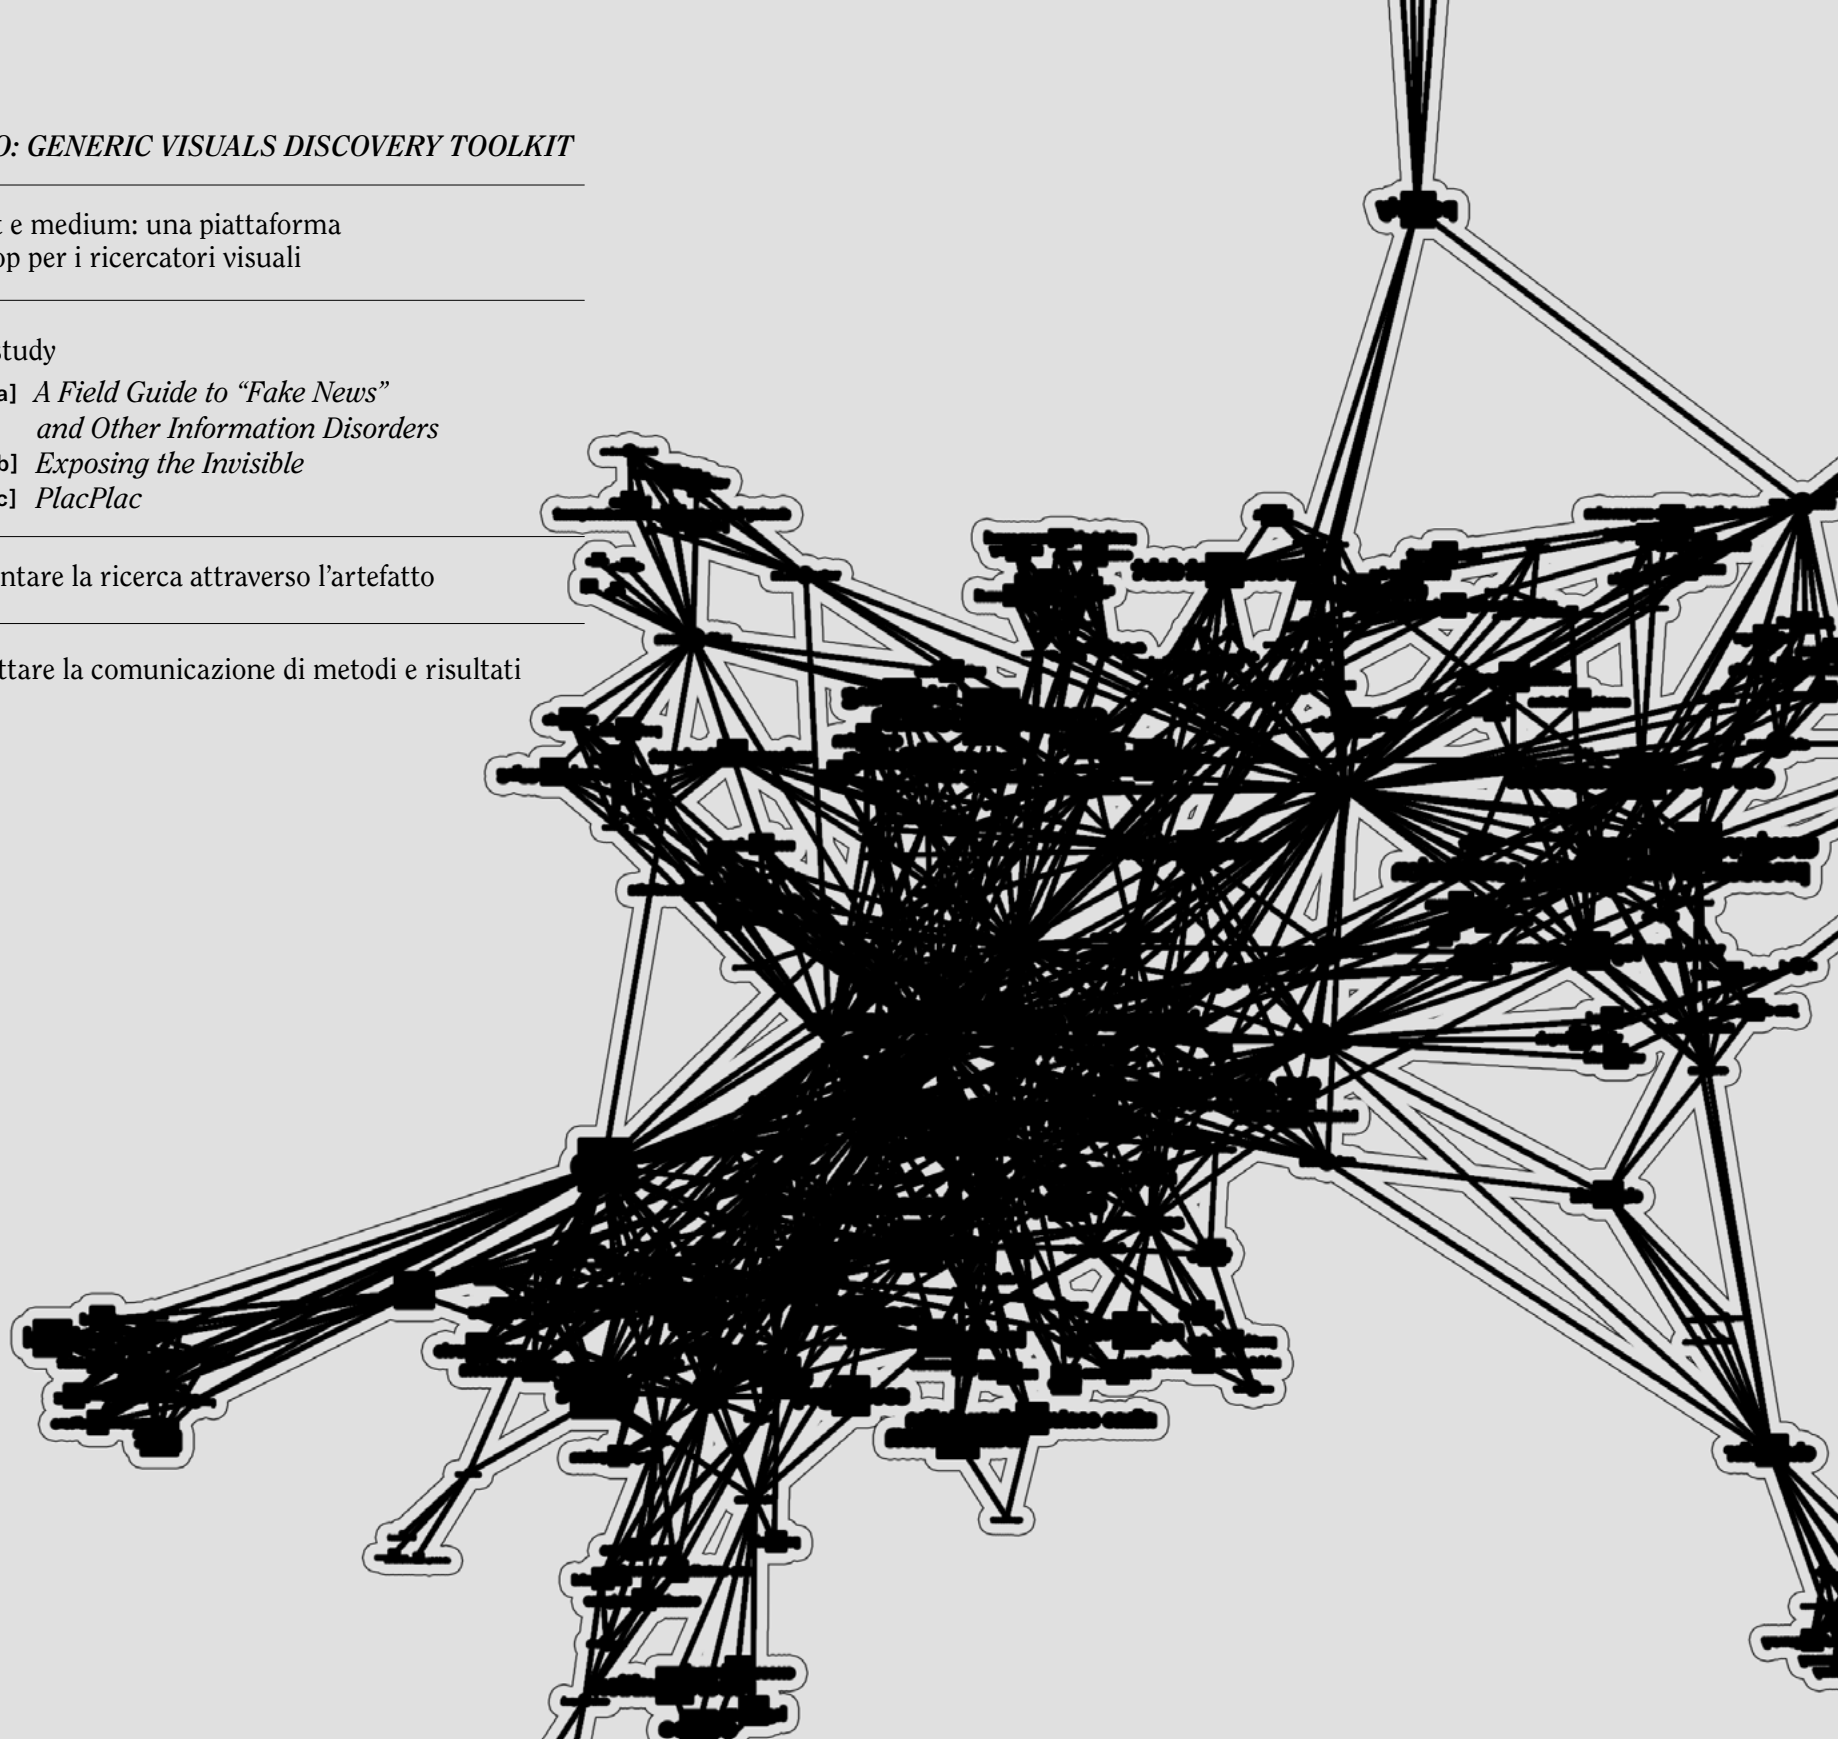 O: GENERIC VISUALS DISCOVERY TOOLKIT
t e medium: una piattaforma
op per i ricercatori visuali
study
a] A Field Guide to “Fake News”
and Other Information Disorders
b] Exposing the Invisible
c] PlacPlac
ntare la ricerca attraverso l’artefatto
ttare la comunicazione di metodi e risultati